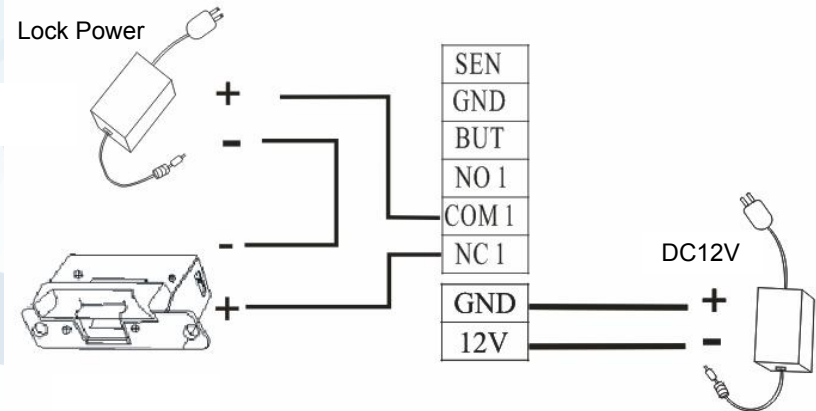 Lock Power
+
-
-
+
SEN
GND
BUT
NO 1
COM 1
NC 1
GND
12V
DC12V
+
-